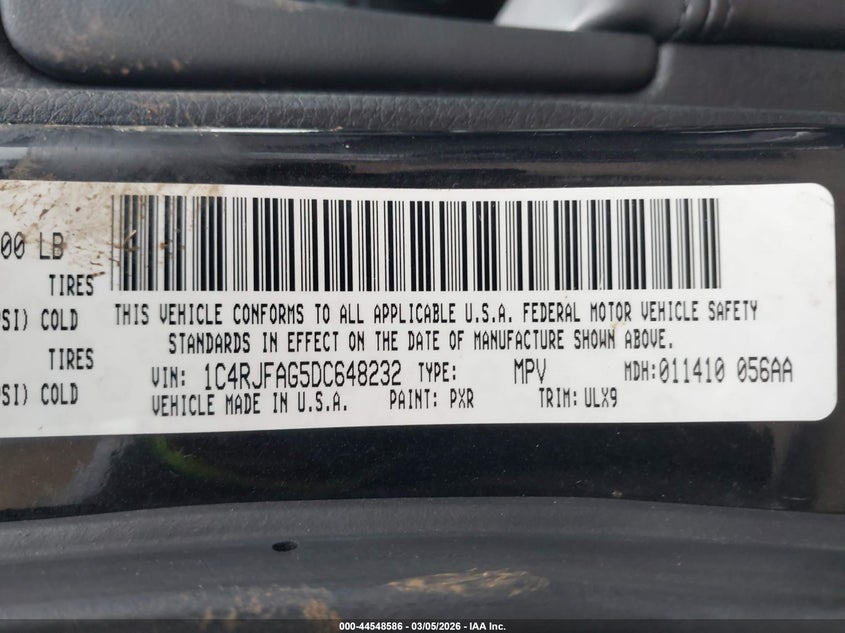 00 LB
TIRES
SI) COLD
TIRES
SI) COLD
THIS VEHICLE CONFORMS TO ALL APPLICABLE U.S.A. FEDERAL MOTOR VEHICLE SAFETY
STANDARDS IN EFFECT ON THE DATE OF MANUFACTURE SHOWN ABOVE.
VIN: 1C4RJFAG5DC648232 TYPE: MPV MDH:011410 056AA
VEHICLE MADE IN U.S.A. PAINT: PXR TRIM: ULX9
000-44548586 - 03/05/2026 - IAA Inc.